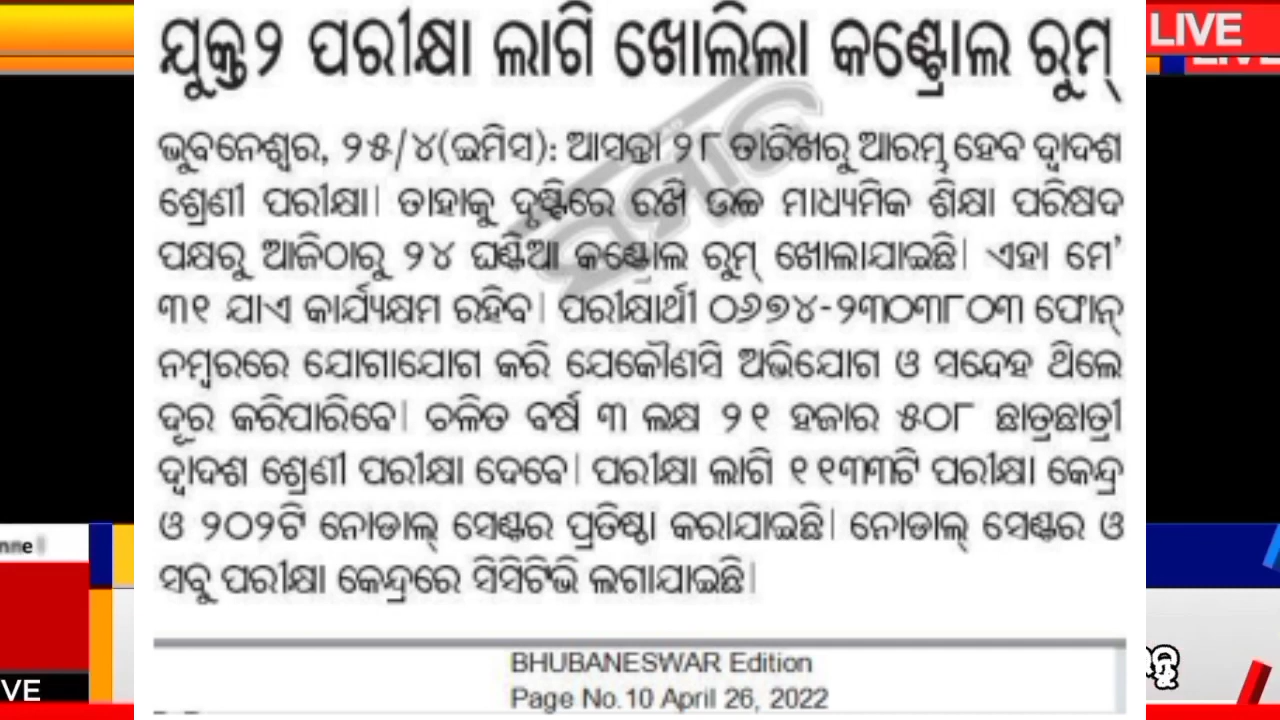 ଯୁକ୍ତ୨ ପରୀକ୍ଷା ଲାଗି ଖୋଲିଲା କଣ୍ଟ୍ରୋଲ ରୁମ୍
ଭୁବନେଶ୍ୱର, ୨୫/୪(ଇମିସ): ଆସନ୍ତା ୨୮ ତାରିଖରୁ ଆରମ୍ଭ ହେବ ଦ୍ୱାଦଶ
ଶ୍ରେଣୀ ପରୀକ୍ଷା। ତାହାକୁ ଦୃଷ୍ଟିରେ ରଖି ଉଚ୍ଚ ମାଧ୍ୟମିକ ଶିକ୍ଷା ପରିଷଦ
ପକ୍ଷରୁ ଆଜିଠାରୁ ୨୪ ଘଣ୍ଟିଆ କଣ୍ଟ୍ରୋଲ ରୁମ୍ ଖୋଲାଯାଇଛି। ଏହା ମେ'
୩୧ ଯାଏ କାର୍ଯ୍ୟକ୍ଷମ ରହିବ। ପରୀକ୍ଷାର୍ଥୀ ୦୬୭୪-୨୩୦୩୮୦୩ ଫୋନ୍
ନମ୍ବରରେ ଯୋଗାଯୋଗ କରି ଯେକୌଣସି ଅଭିଯୋଗ ଓ ସନ୍ଦେହ ଥିଲେ
ଦୂର କରିପାରିବେ। ଚଳିତ ବର୍ଷ ୩ ଲକ୍ଷ ୨୧ ହଜାର ୫୦୮ ଛାତ୍ରଛାତ୍ରୀ
ଦ୍ୱାଦଶ ଶ୍ରେଣୀ ପରୀକ୍ଷା ଦେବେ। ପରୀକ୍ଷା ଲାଗି ୧୧୩୩ଟି ପରୀକ୍ଷା କେନ୍ଦ୍ର
ଓ ୨୦୨ଟି ନୋଡାଲ୍ ସେଣ୍ଟର ପ୍ରତିଷ୍ଠା କରାଯାଇଛି। ନୋଡାଲ୍ ସେଣ୍ଟର ଓ
ସବୁ ପରୀକ୍ଷା କେନ୍ଦ୍ରରେ ସିସିଟିଭି ଲଗାଯାଇଛି।
BHUBANESWAR Edition
Page No.10 April 26, 2022
LIVE